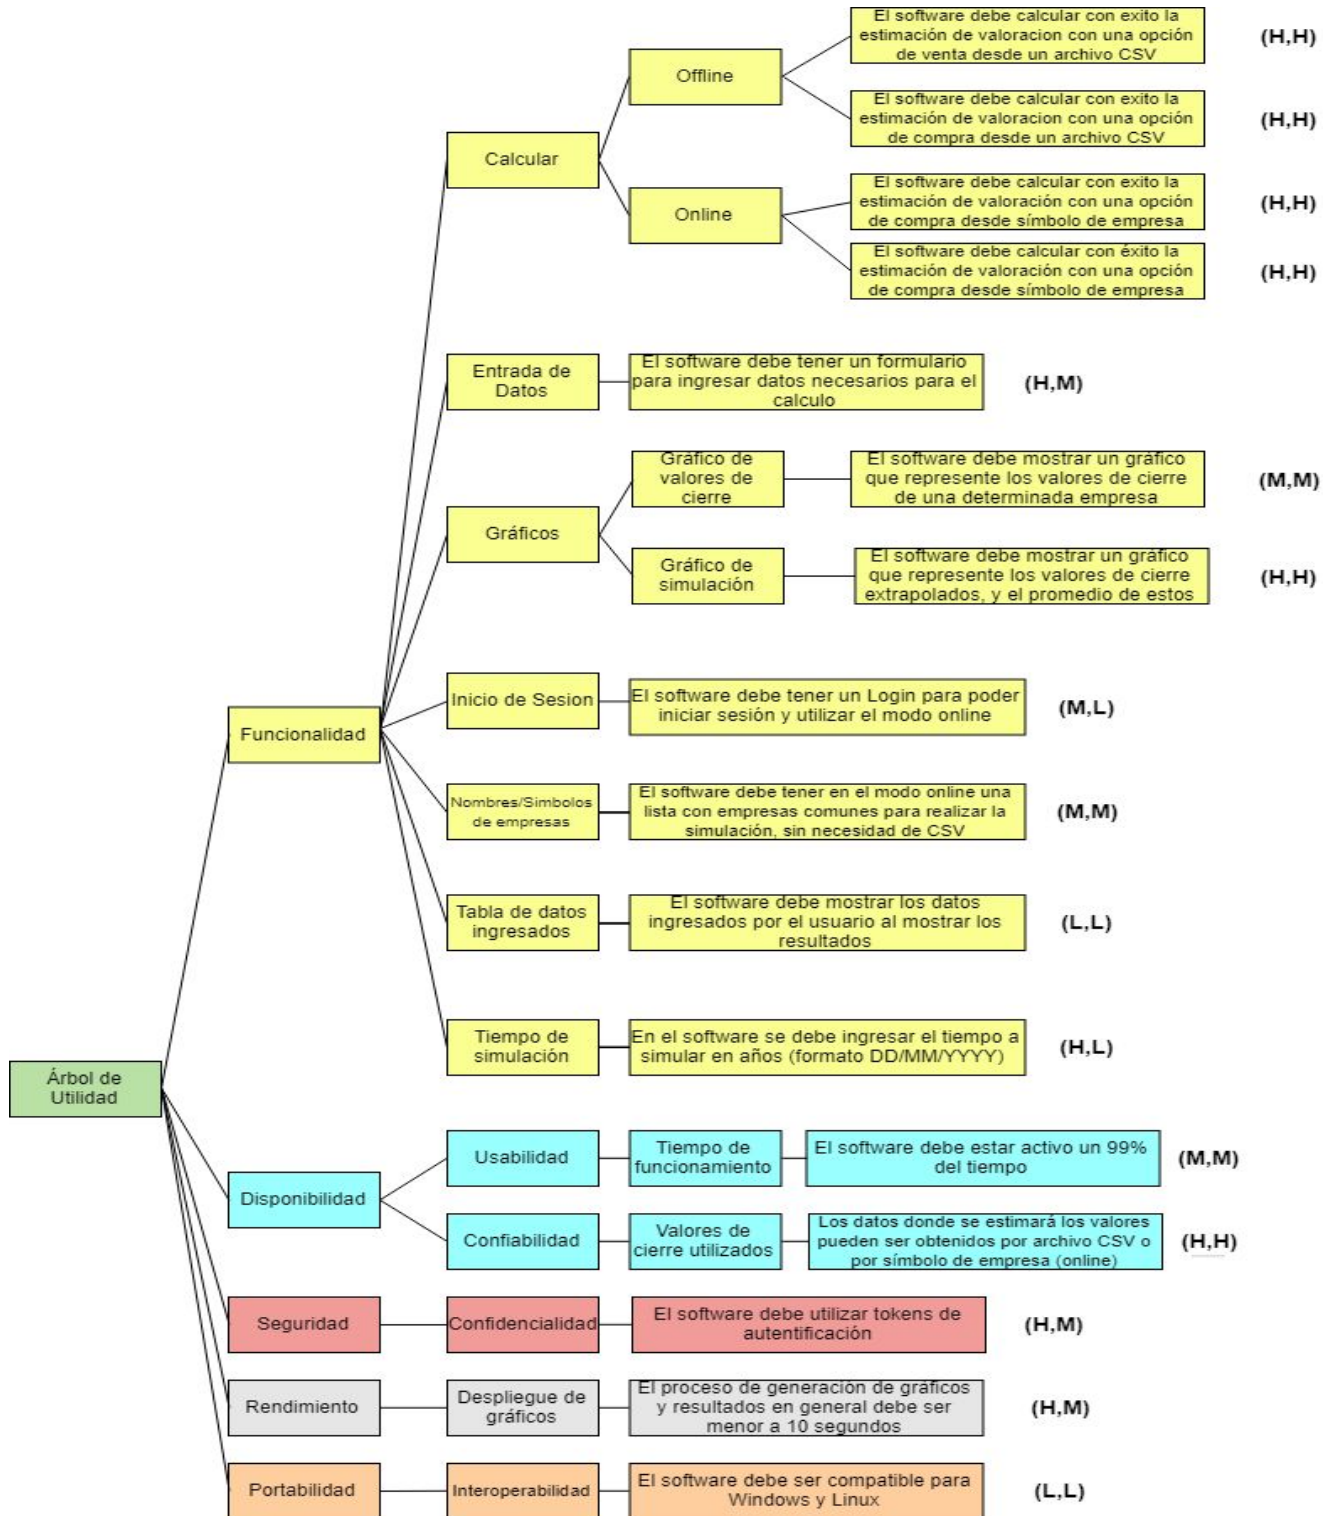 El software debe calcular con exito la
estimación de valoracion con una opción
de venta desde un archivo CSV
(H,H)
Offline
El software debe calcular con exito la
estimación de valoracion con una opción
de compra desde un archivo CSV
(H,H)
Calcular
El software debe calcular con exito la
estimación de valoración con una opción
de compra desde símbolo de empresa
(H,H)
Online
El software debe calcular con éxito la
estimación de valoración con una opción
de compra desde símbolo de empresa
(H,H)
Entrada de
Datos
El software debe tener un formulario
para ingresar datos necesarios para el
calculo
(H,M)
Gráfico de
valores de
cierre
El software debe mostrar un gráfico
que represente los valores de cierre
de una determinada empresa
(M,M)
Gráficos
Gráfico de
simulación
El software debe mostrar un gráfico
que represente los valores de cierre
extrapolados, y el promedio de estos
(H,H)
Inicio de Sesion
El software debe tener un Login para poder
iniciar sesión y utilizar el modo online
(M,L)
Funcionalidad
Nombres/Simbolos
de empresas
El software debe tener en el modo online una
lista con empresas comunes para realizar la
simulación, sin necesidad de CSV
(M,M)
Tabla de datos
ingresados
El software debe mostrar los datos
ingresados por el usuario al mostrar los
resultados
(L,L)
Tiempo de
simulación
En el software se debe ingresar el tiempo a
simular en años (formato DD/MM/YYYY)
(H,L)
Árbol de
Utilidad
Usabilidad
Tiempo de
funcionamiento
El software debe estar activo un 99%
del tiempo
(M,M)
Disponibilidad
Confiabilidad
Valores de
cierre utilizados
Los datos donde se estimará los valores
pueden ser obtenidos por archivo CSV o
por símbolo de empresa (online)
(H,H)
Seguridad
Confidencialidad
El software debe utilizar tokens de
autentificación
(H,M)
Rendimiento
Despliegue de
gráficos
El proceso de generación de gráficos
y resultados en general debe ser
menor a 10 segundos
(H,M)
Portabilidad
Interoperabilidad
El software debe ser compatible para
Windows y Linux
(L,L)